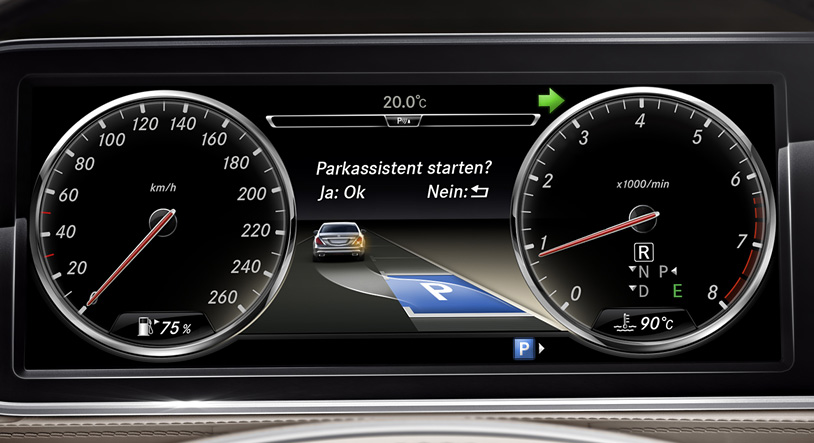 20.0°C
P
Parkassistent starten?
Ja: Ok Nein:
P
P
km/h
20
40
60
80
100
120
140
160
180
200
220
240
260
75 %
x1000/min
0
1
2
3
4
5
6
7
8
R
N P
D E
90°C